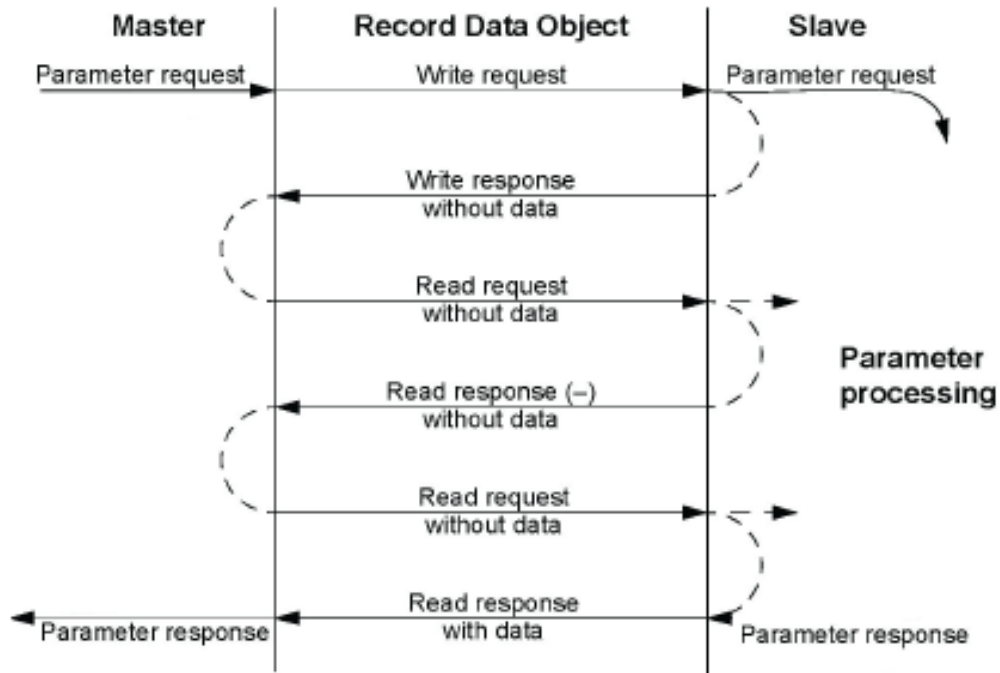 Master
Record Data Object
Slave
Parameter request
Write request
Parameter request
Write response
without data
Read request
without data
Parameter
processing
Read response (–)
without data
Read request
without data
Read response
with data
Parameter response
Parameter response